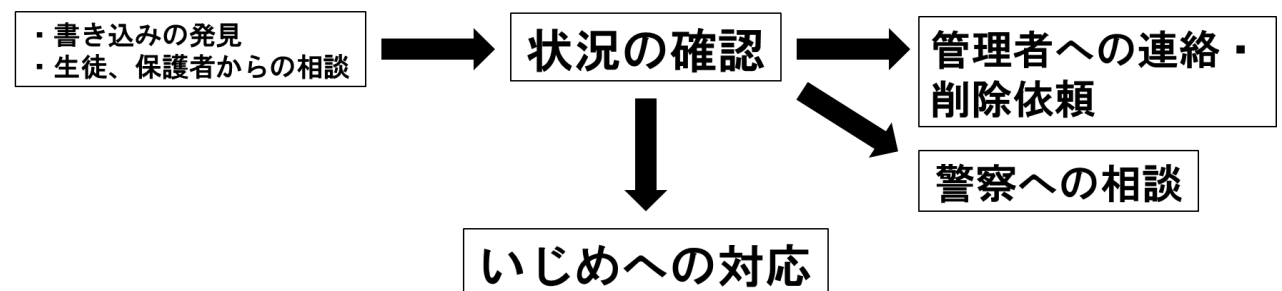 ・書き込みの発見
・生徒、保護者からの相談
状況の確認
管理者への連絡・
削除依頼
警察への相談
いじめへの対応